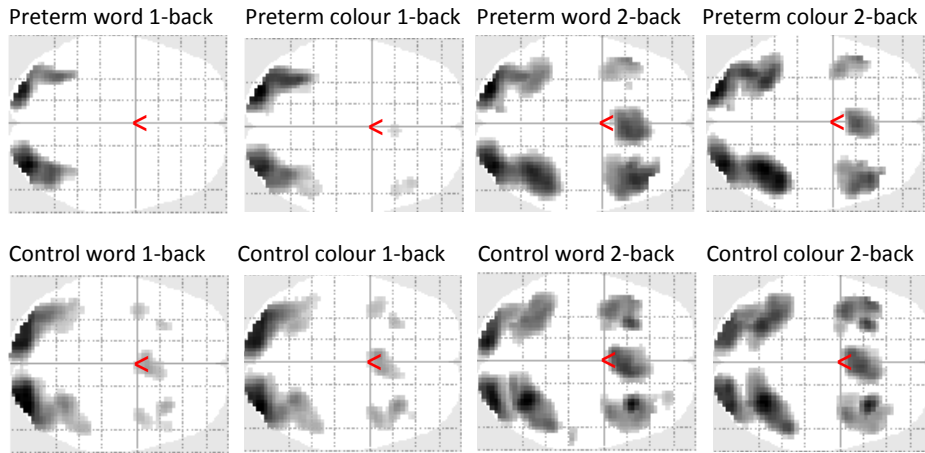 Preterm word 1-back
Preterm colour 1-back
Preterm word 2-back
Preterm colour 2-back
Control word 1-back
Control colour 1-back
Control word 2-back
Control colour 2-back